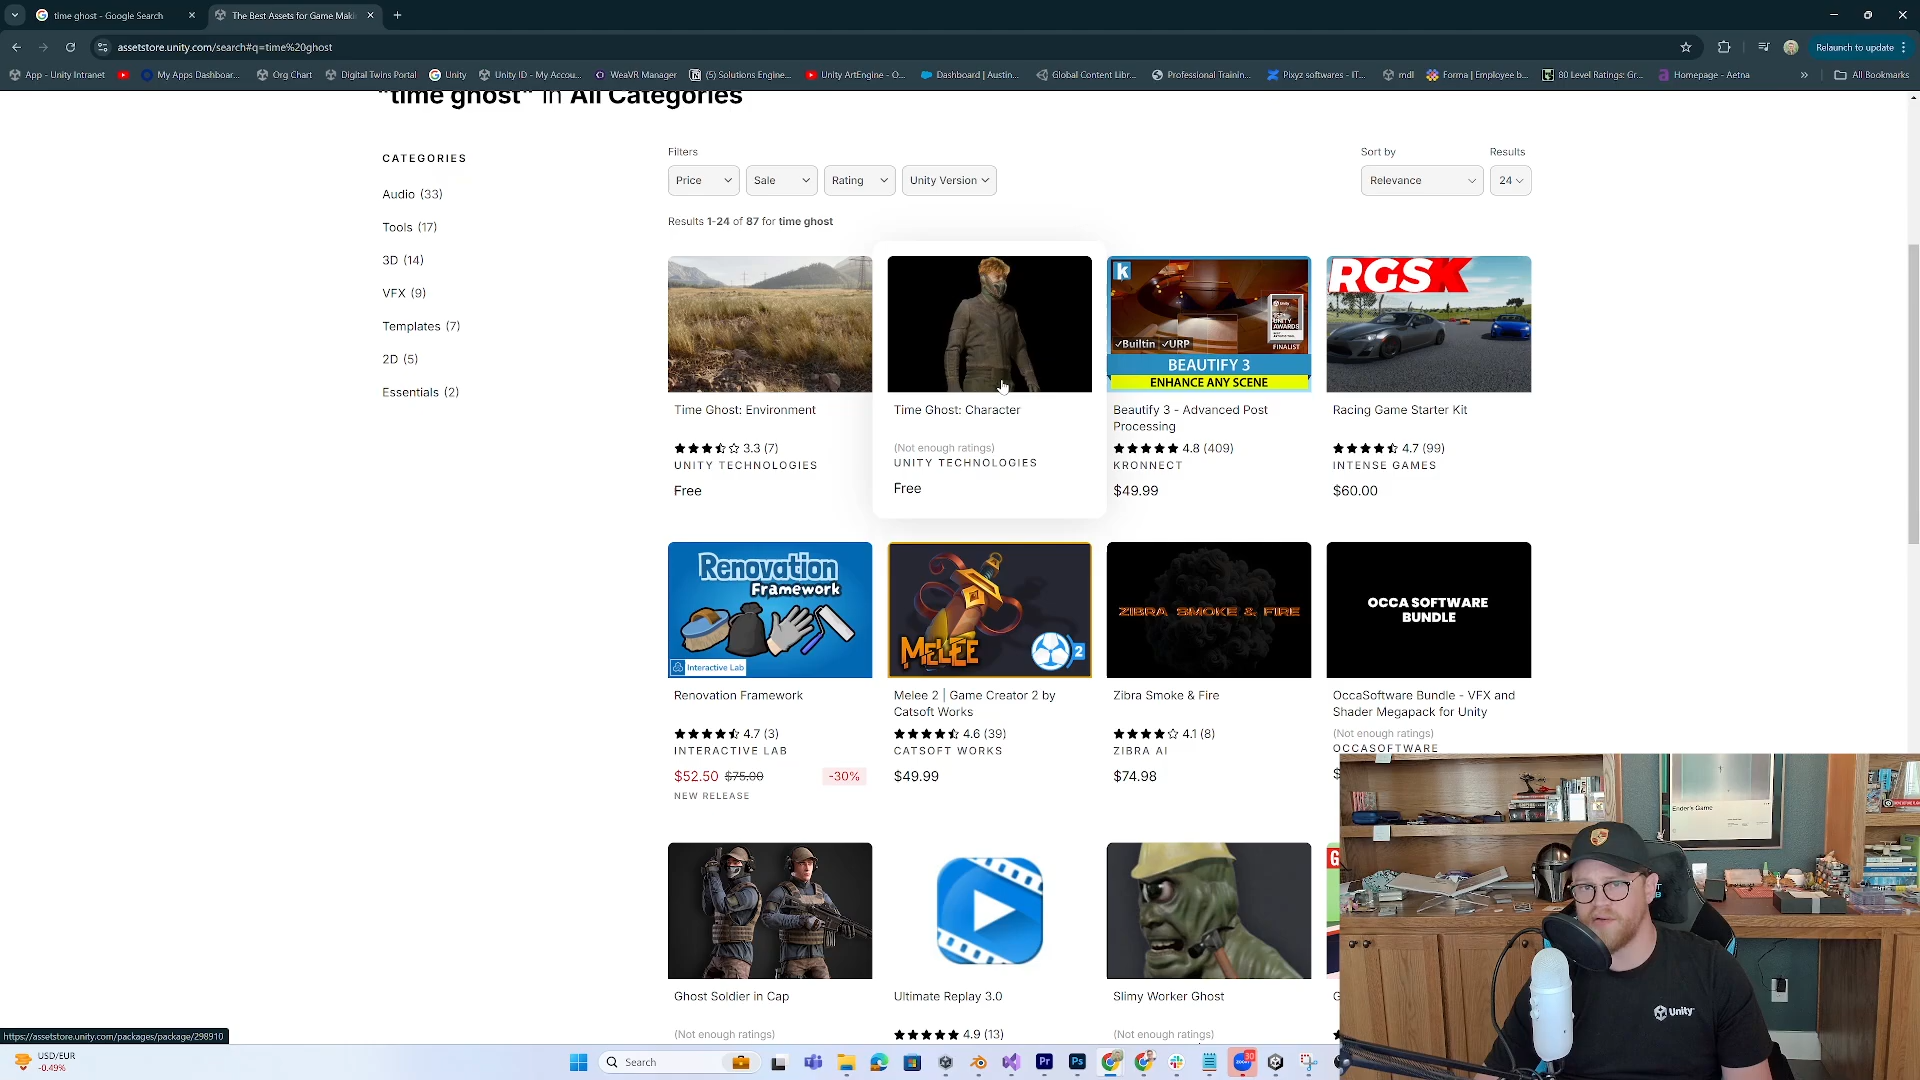 time ghost - Google Search
The Best Assets for Game Maki
assetstore.unity.com/search#q=time%20ghost
Relaunch to update
App - Unity Intranet
My Apps Dashboar...
Org Chart
Digital Twins Portal
Unity
Unity ID - My Accou...
WeaVR Manager
(5) Solutions Engine...
Unity ArtEngine - O...
Dashboard | Austin...
Global Content Libr...
Professional Trainin...
Pixyz softwares - IT...
mdl
Forma | Employee b...
80 Level Ratings: Gr...
Homepage - Aetna
All Bookmarks
"time ghost" in All Categories
CATEGORIES
Audio (33)
Tools (17)
3D (14)
VFX (9)
Templates (7)
2D (5)
Essentials (2)
Filters
Price
Sale
Rating
Unity Version
Sort by
Relevance
Results
24
Results 1-24 of 87 for time ghost
Time Ghost: Environment
3.3 (7)
UNITY TECHNOLOGIES
Free
Time Ghost: Character
(Not enough ratings)
UNITY TECHNOLOGIES
Free
k
UNITY
AWARDS
FINALIST
✓Builtin ✓URP
BEAUTIFY 3
ENHANCE ANY SCENE
Beautify 3 - Advanced Post
Processing
4.8 (409)
KRONNECT
$49.99
RGSK
Racing Game Starter Kit
4.7 (99)
INTENSE GAMES
$60.00
Renovation
Framework
Interactive Lab
Renovation Framework
4.7 (3)
INTERACTIVE LAB
$52.50 $75.00
-30%
NEW RELEASE
MELEE
2
Melee 2 | Game Creator 2 by
Catsoft Works
4.6 (39)
CATSOFT WORKS
$49.99
ZIBRA SMOKE & FIRE
Zibra Smoke & Fire
4.1 (8)
ZIBRA AI
$74.98
OCCA SOFTWARE
BUNDLE
OccaSoftware Bundle - VFX and
Shader Megapack for Unity
(Not enough ratings)
OCCASOFTWARE
Ghost Soldier in Cap
(Not enough ratings)
Ultimate Replay 3.0
4.9 (13)
Slimy Worker Ghost
(Not enough ratings)
G
Ender's Game
Unity
https://assetstore.unity.com/packages/package/298910
USD/EUR
-0.49%
Search
Pr
Ps
zoom
30